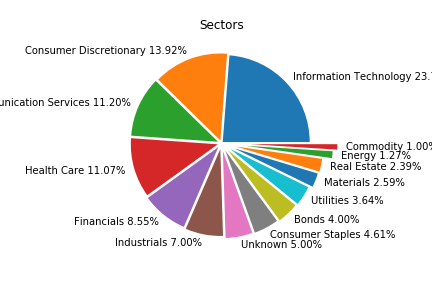 Sectors
Consumer Discretionary 13.92%
Information Technology
Communication Services 11.20%
Commodity 1.00%
Energy 1.27%
Real Estate 2.39%
Health Care 11.07%
Materials 2.59%
Utilities 3.64%
Financials 8.55%
Bonds 4.00%
Consumer Staples 4.61%
Industrials 7.00%
Unknown 5.00%